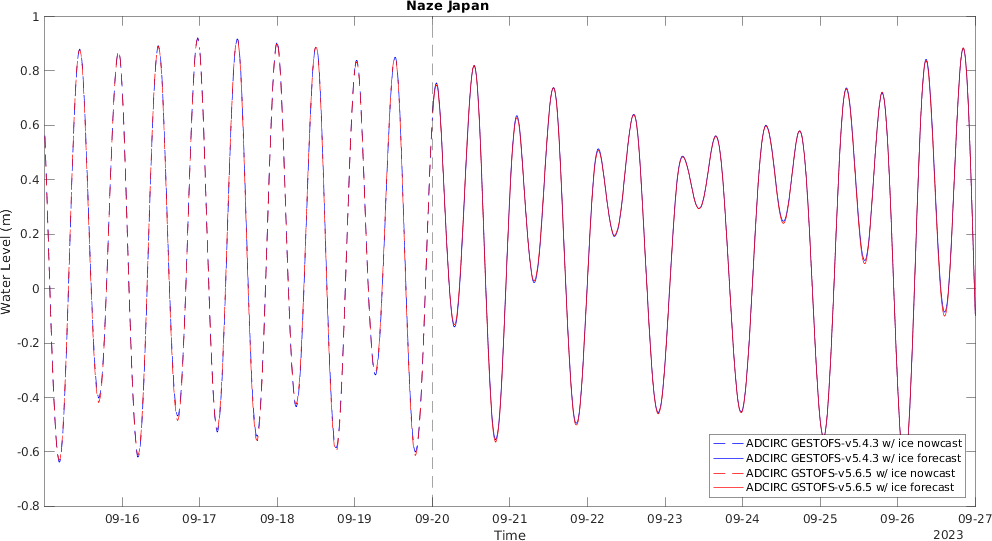 Naze Japan
1
0.8
0.6
0.4
0.2
0
-0.2
-0.4
-0.6
-0.8
Water Level (m)
ADCIRC GESTOFS-v5.4.3 w/ ice nowcast
ADCIRC GESTOFS-v5.4.3 w/ ice forecast
ADCIRC GSTOFS-v5.6.5 w/ ice nowcast
ADCIRC GSTOFS-v5.6.5 w/ ice forecast
09-16 09-17 09-18 09-19 09-20 09-21 09-22 09-23 09-24 09-25 09-26 09-27
Time
2023